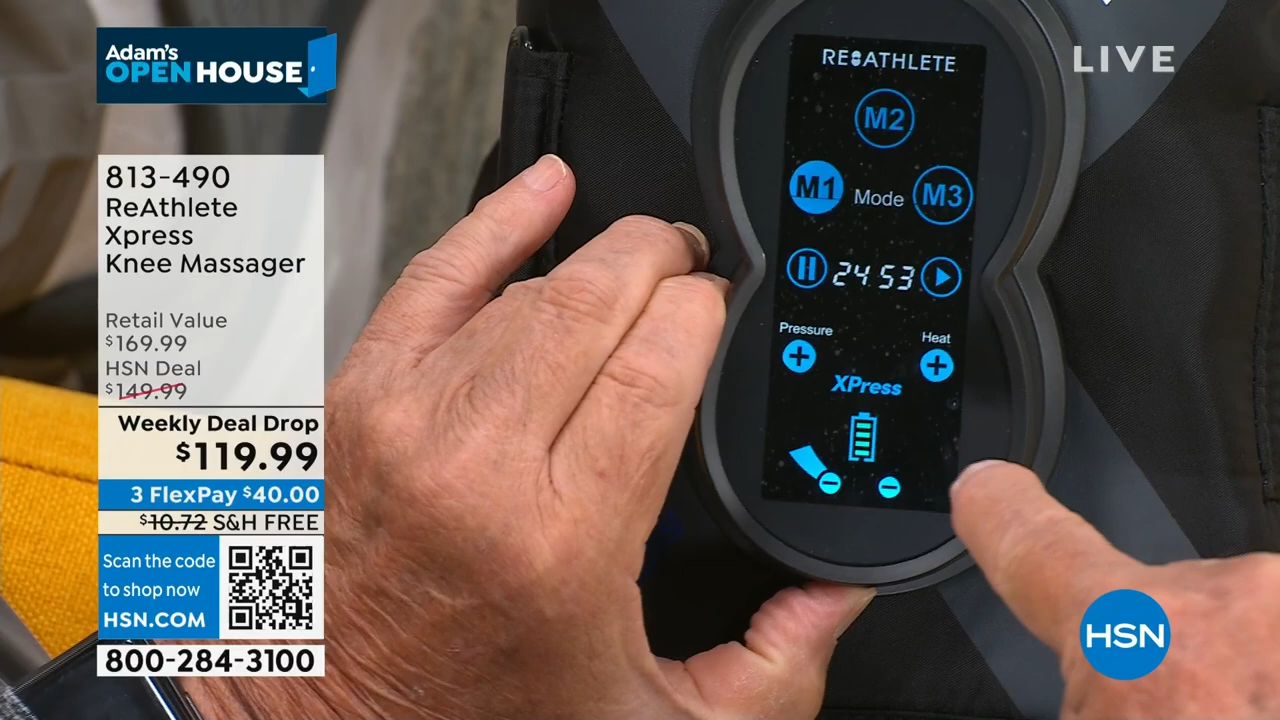 Adam's
OPEN HOUSE
LIVE
813-490
ReAthlete
Xpress
Knee Massager
Retail Value
$169.99
HSN Deal
$149.99
Weekly Deal Drop
$119.99
3 FlexPay $40.00
$10.72 S&H FREE
Scan the code
to shop now
HSN.COM
800-284-3100
REATHLETE
M2
M1 Mode M3
24 53
Pressure Heat
XPress
HSN